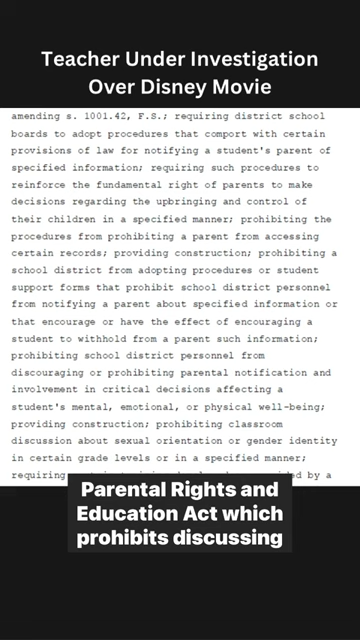 Teacher Under Investigation
Over Disney Movie
amending s. 1001.42, F.S.; requiring district school
boards to adopt procedures that comport with certain
provisions of law for notifying a student's parent of
specified information; requiring such procedures to
reinforce the fundamental right of parents to make
decisions regarding the upbringing and control of
their children in a specified manner; prohibiting the
procedures from prohibiting a parent from accessing
certain records; providing construction; prohibiting a
school district from adopting procedures or student
support forms that prohibit school district personnel
from notifying a parent about specified information or
that encourage or have the effect of encouraging a
student to withhold from a parent such information;
prohibiting school district personnel from
discouraging or prohibiting parental notification and
involvement in critical decisions affecting a
student's mental, emotional, or physical well-being;
providing construction; prohibiting classroom
discussion about sexual orientation or gender identity
in certain grade levels or in a specified manner;
by a
Parental Rights and
Education Act which
prohibits discussing